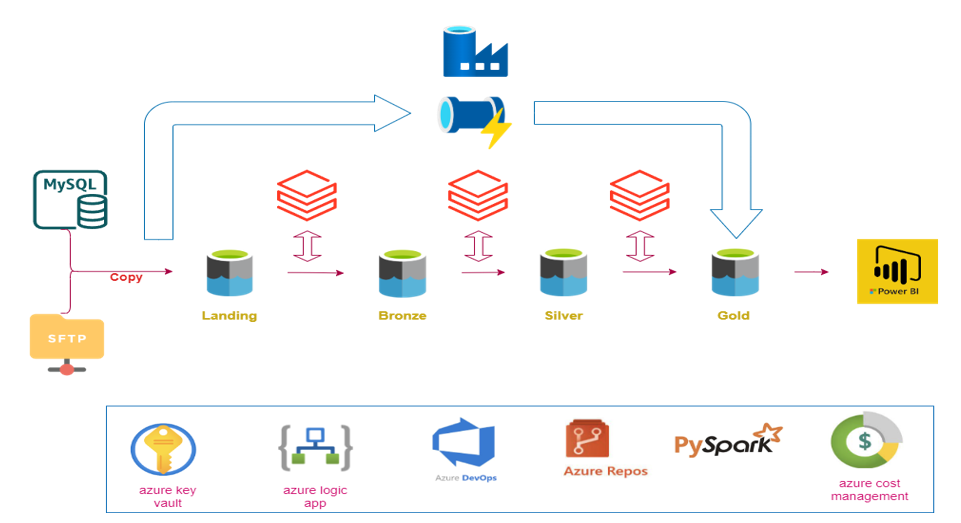 MySQL
Copy
SFTP
Landing
Bronze
Silver
Gold
Power BI
azure key
vault
azure logic
app
Azure DevOps
Azure Repos
PySpark
$
azure cost
management